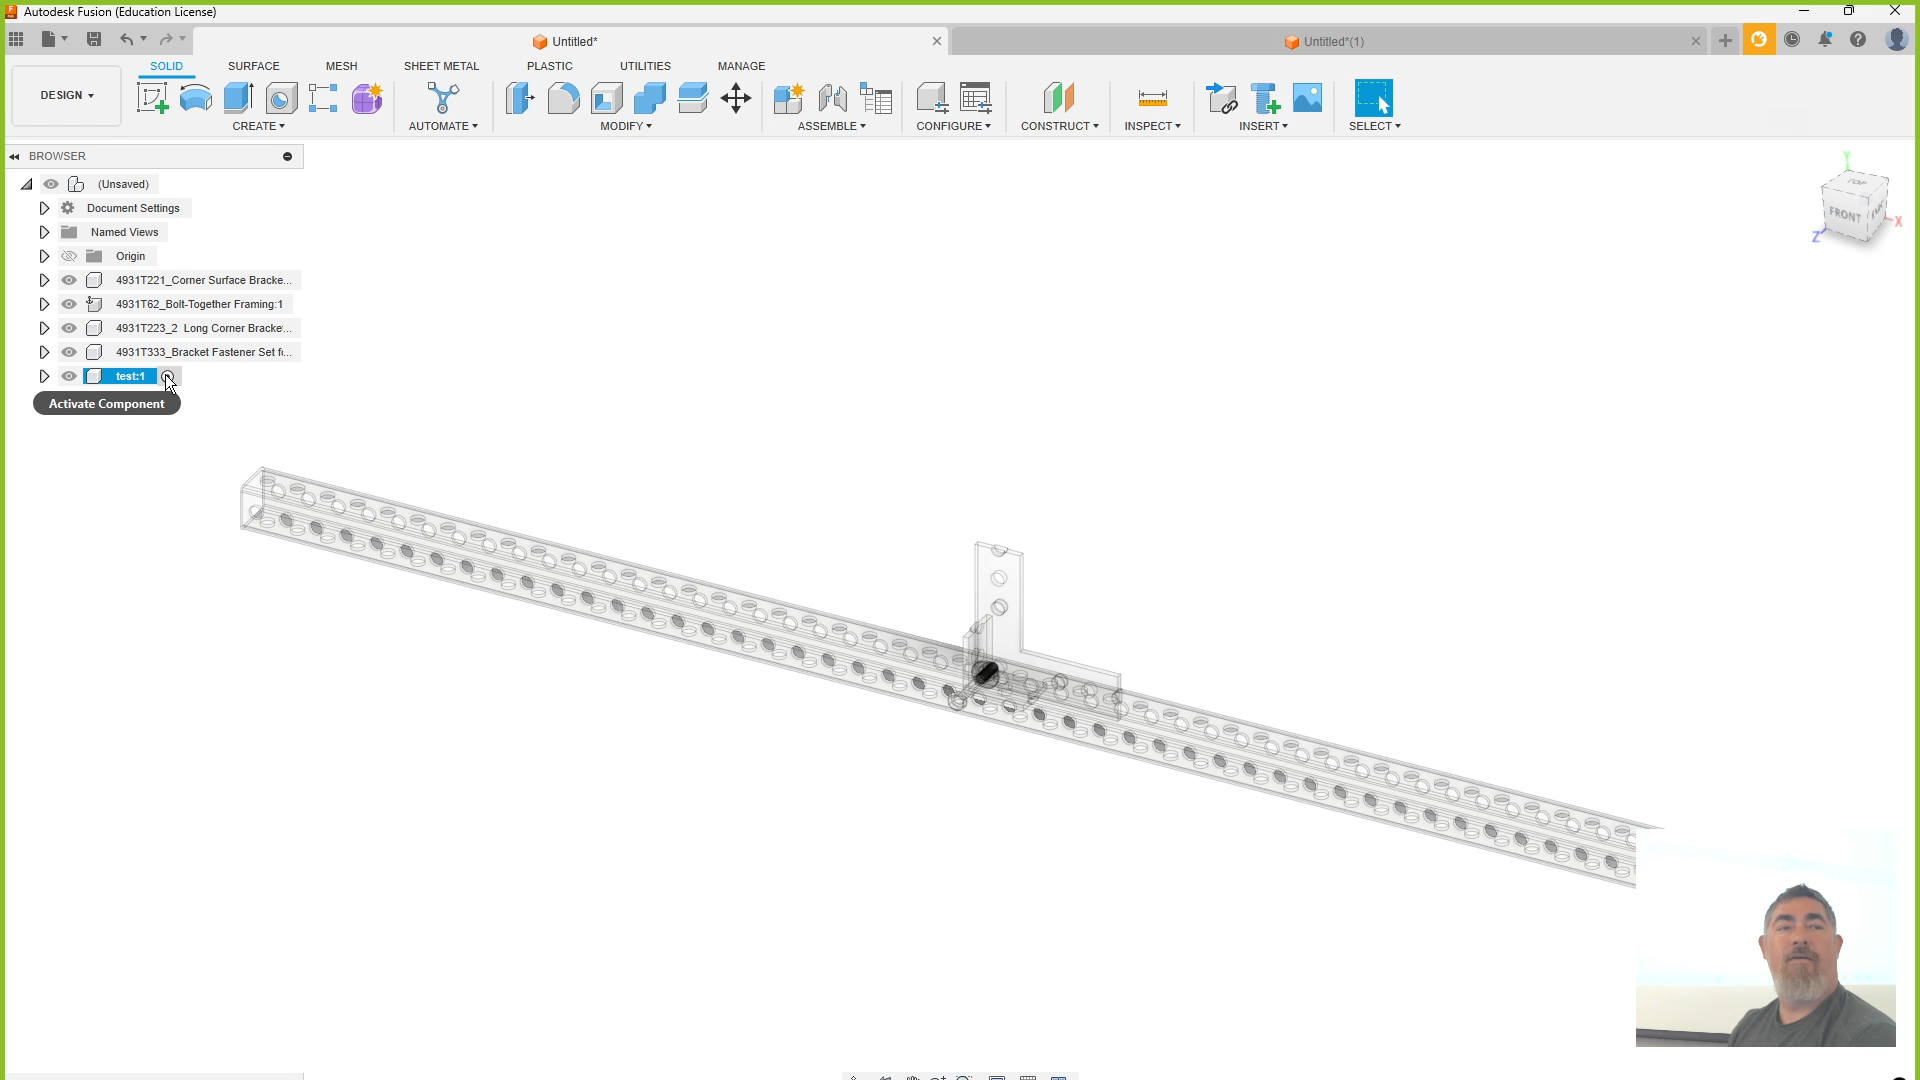 Autodesk Fusion (Education License)
Untitled*
Untitled*(1)
DESIGN
SOLID
SURFACE
MESH
SHEET METAL
PLASTIC
UTILITIES
MANAGE
CREATE
AUTOMATE
MODIFY
ASSEMBLE
CONFIGURE
CONSTRUCT
INSPECT
INSERT
SELECT
BROWSER
(Unsaved)
Document Settings
Named Views
Origin
4931T221_Corner Surface Bracke...
4931T62_Bolt-Together Framing:1
4931T223_2 Long Corner Bracke...
4931T333_Bracket Fastener Set f...
test:1
Activate Component
Y
TOP
FRONT
X
Z